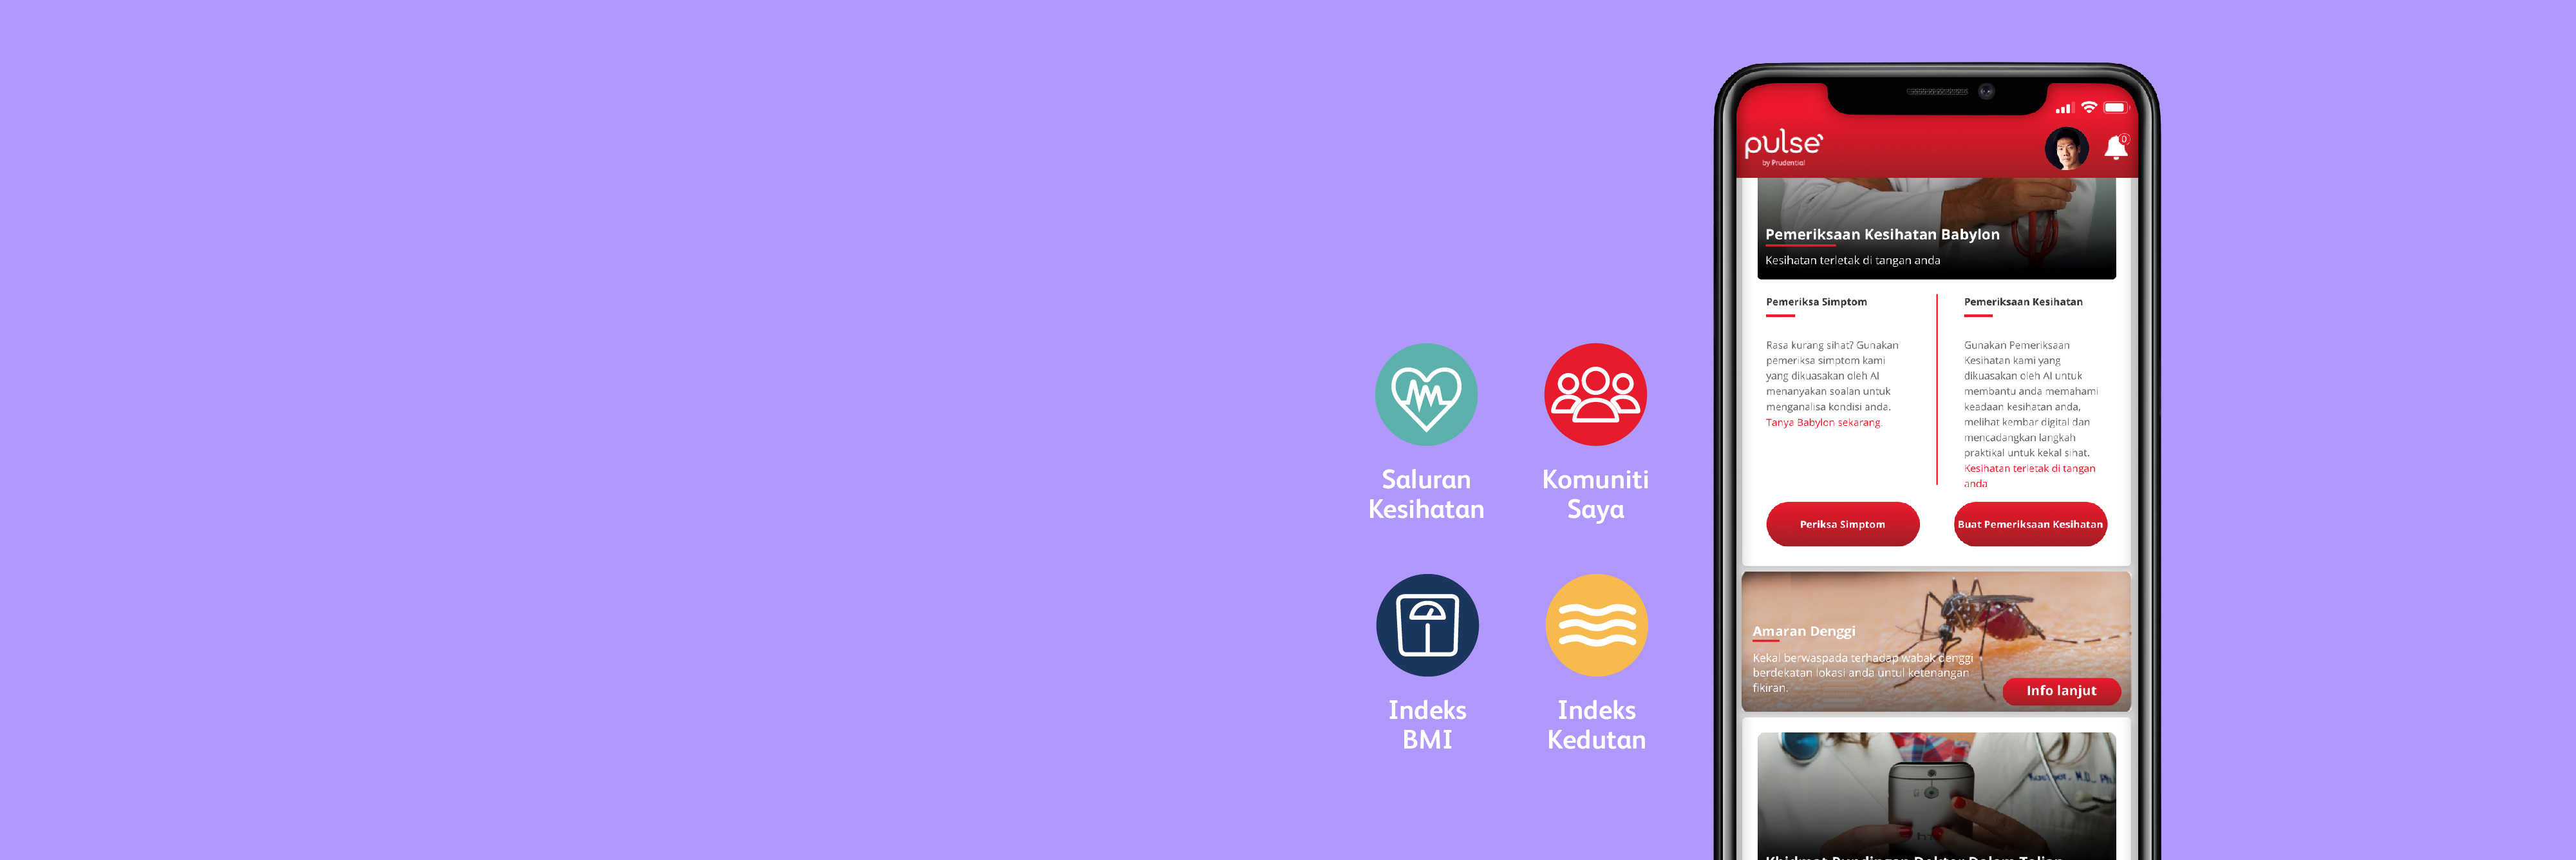 Saluran
Kesihatan
Komuniti
Saya
Indeks
BMI
Indeks
Kedutan
pulse
by Prudential
0
Pemeriksaan Kesihatan Babylon
Kesihatan terletak di tangan anda
Pemeriksa Simptom
Rasa kurang sihat? Gunakan
pemeriksa simptom kami
yang dikuasakan oleh AI
menanyakan soalan untuk
menganalisa kondisi anda.
Tanya Babylon sekarang.
Periksa Simptom
Pemeriksaan Kesihatan
Gunakan Pemeriksaan
Kesihatan kami yang
dikuasakan oleh AI untuk
membantu anda memahami
keadaan kesihatan anda,
melihat kembar digital dan
mencadangkan langkah
praktikal untuk kekal sihat.
Kesihatan terletak di tangan
anda
Buat Pemeriksaan Kesihatan
Amaran Denggi
Kekal berwaspada terhadap wabak denggi
berdekatan lokasi anda untul ketenangan
fikiran.
Info lanjut